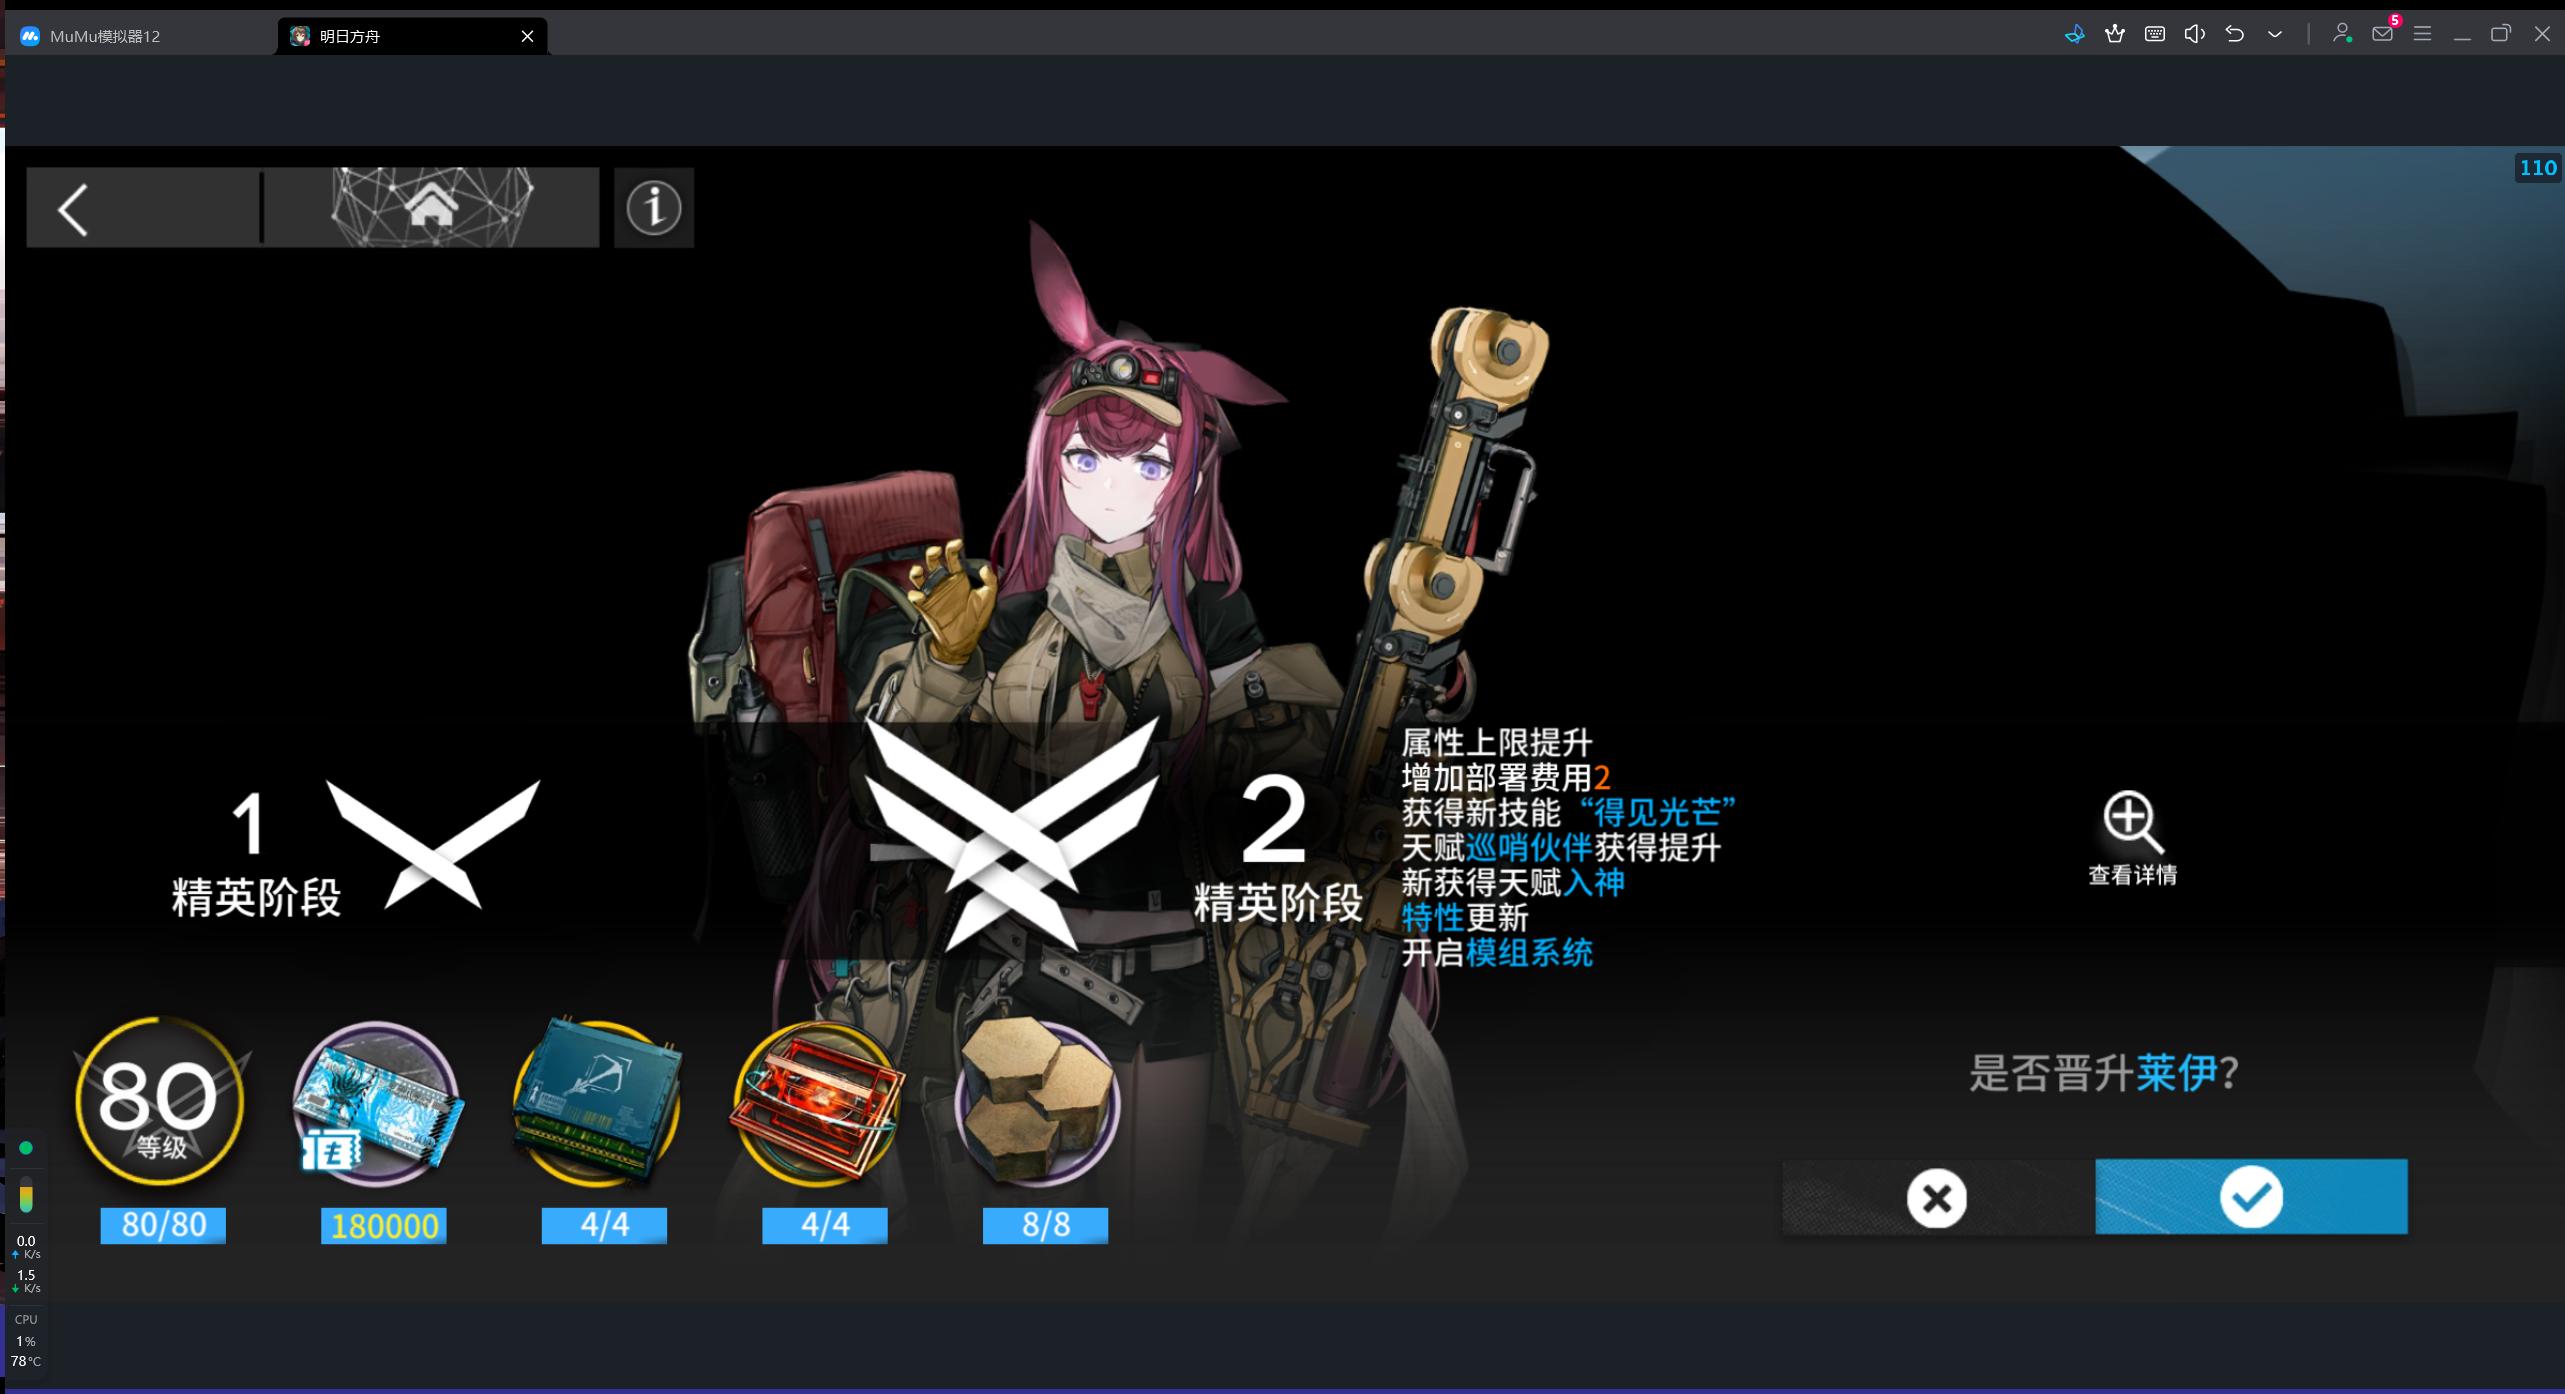 MuMu模拟器12
明日方舟
5
110
属性上限提升
增加部署费用2
获得新技能“得见光芒”
天赋巡哨伙伴获得提升
新获得天赋入神
特性更新
开启模组系统
1
精英阶段
2
精英阶段
查看详情
80
等级
80/80
180000
4/4
4/4
8/8
是否晋升莱伊?
0.0
K/s
1.5
K/s
CPU
1%
78°C